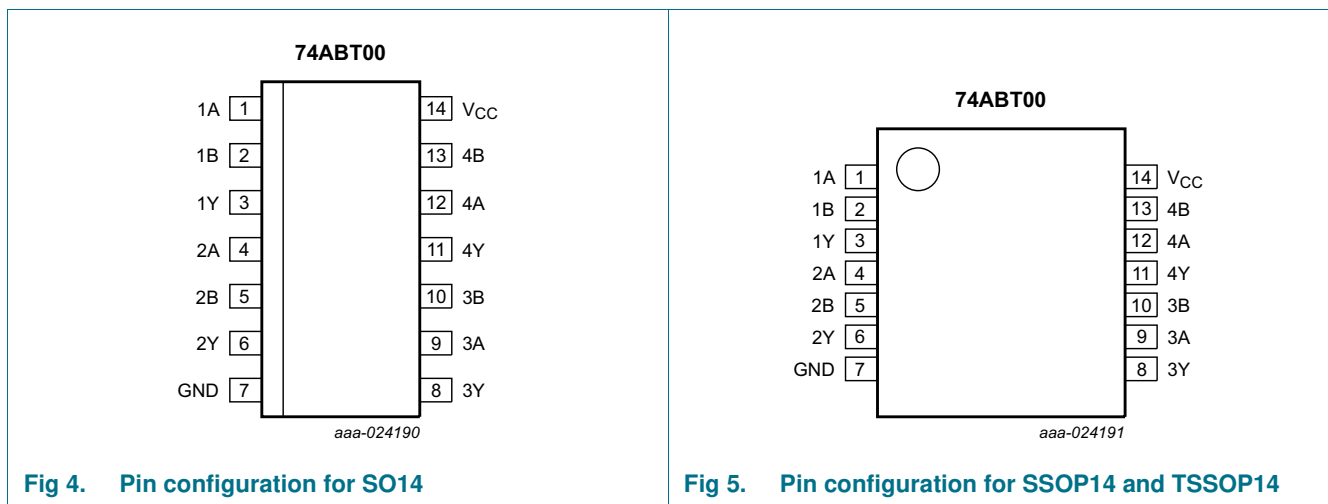 74ABT00
1A 1 14 VCC
1B 2 13 4B
1Y 3 12 4A
2A 4 11 4Y
2B 5 10 3B
2Y 6 9 3A
GND 7 8 3Y
aaa-024190
Fig 4. Pin configuration for SO14
74ABT00
1A 1 14 VCC
1B 2 13 4B
1Y 3 12 4A
2A 4 11 4Y
2B 5 10 3B
2Y 6 9 3A
GND 7 8 3Y
aaa-024191
Fig 5. Pin configuration for SSOP14 and TSSOP14